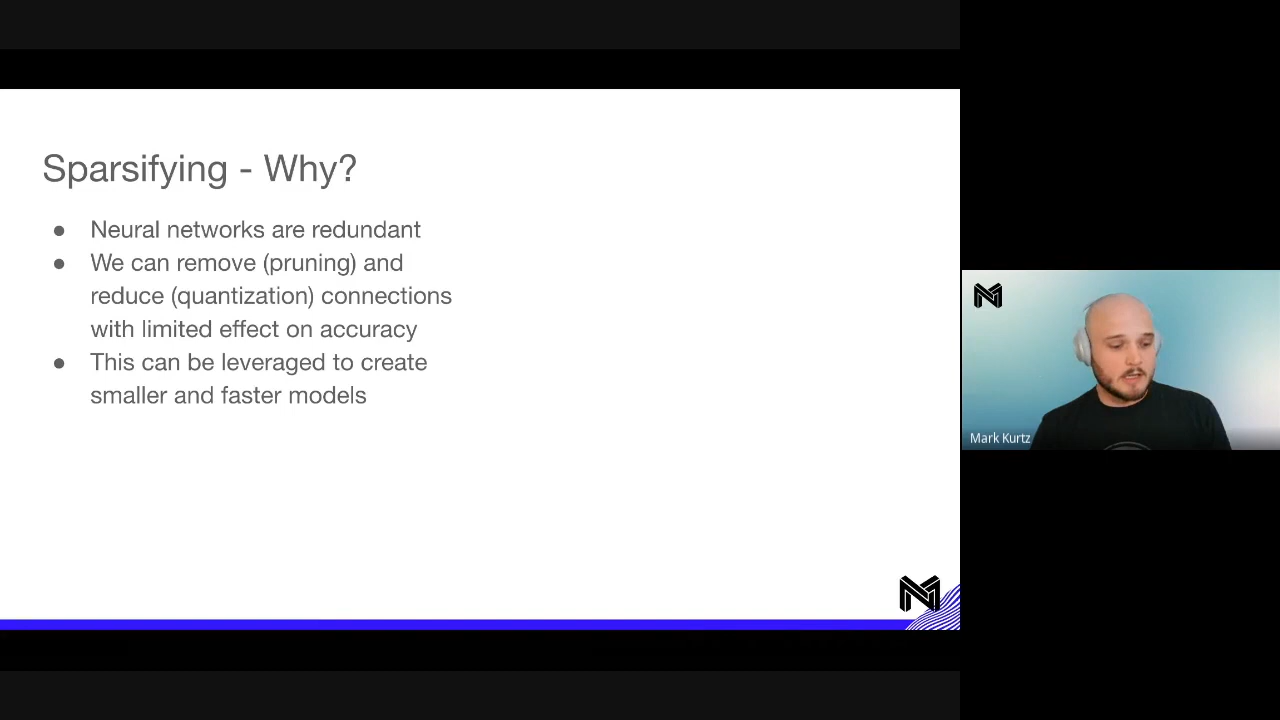 Sparsifying - Why?
● Neural networks are redundant
● We can remove (pruning) and
reduce (quantization) connections
with limited effect on accuracy
● This can be leveraged to create
smaller and faster models
Mark Kurtz